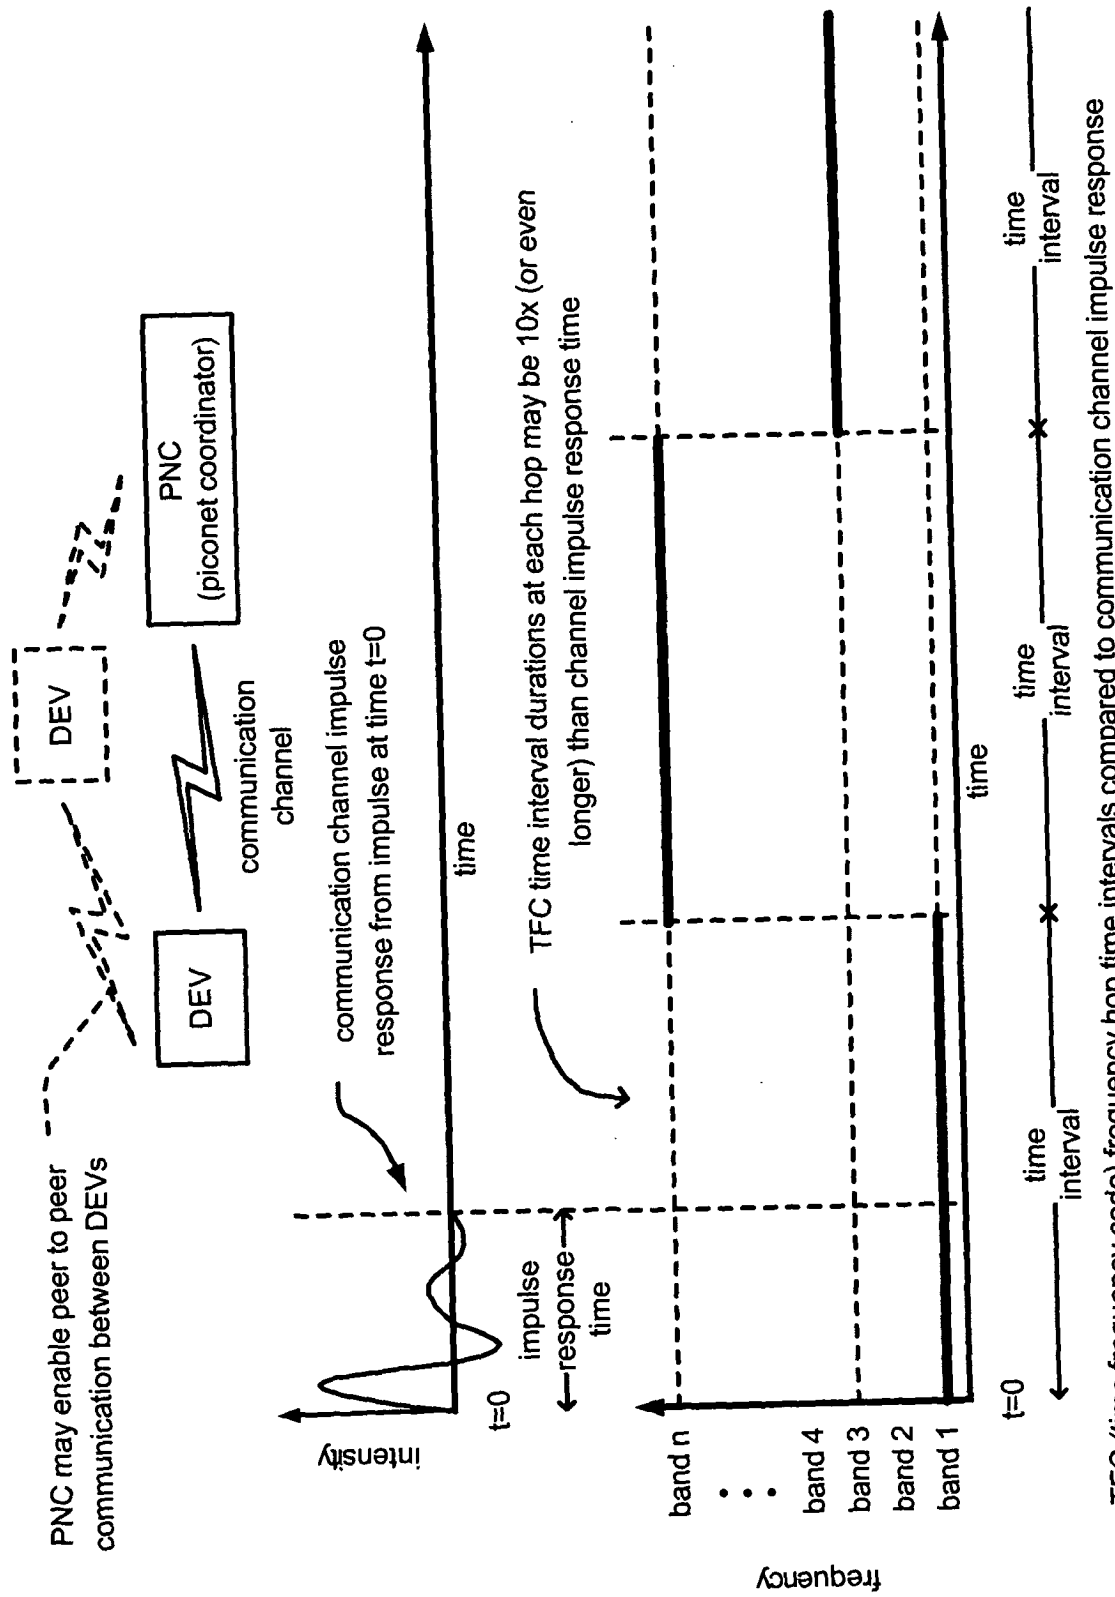 PNC may enable peer to peer
communication between DEVs
DEV
DEV
PNC
(piconet coordinator)
communication
channel
communication channel impulse
response from impulse at time t=0
intensity
t=0
time
impulse
response
time
TFC time interval durations at each hop may be 10x (or even
longer) than channel impulse response time
frequency
band n
band 4
band 3
band 2
band 1
t=0
time
time
interval
time
interval
time
interval
TFC (time frequency code) frequency hop time intervals compared to communication channel impulse response